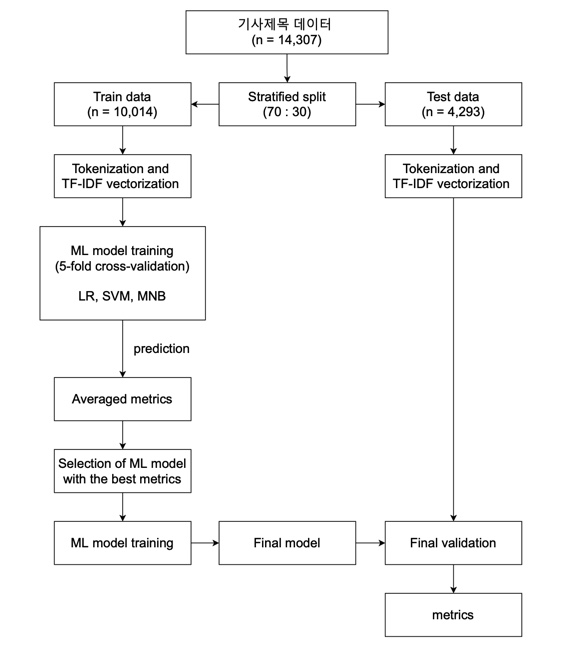 기사제목 데이터
(n = 14,307)
Train data
(n = 10,014)
Stratified split
(70 : 30)
Test data
(n = 4,293)
Tokenization and
TF-IDF vectorization
Tokenization and
TF-IDF vectorization
ML model training
(5-fold cross-validation)
LR, SVM, MNB
prediction
Averaged metrics
Selection of ML model
with the best metrics
ML model training
Final model
Final validation
metrics